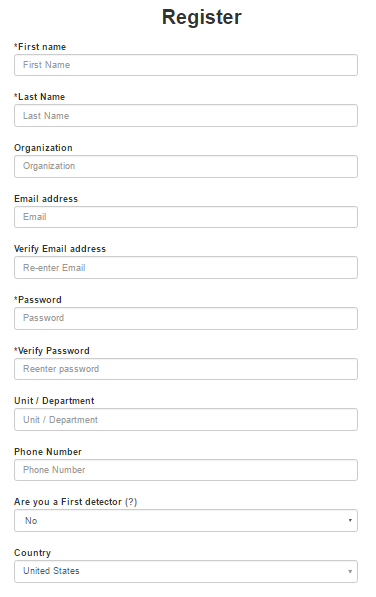 Register
*First name
First Name
*Last Name
Last Name
Organization
Organization
Email address
Email
Verify Email address
Re-enter Email
*Password
Password
*Verify Password
Reenter password
Unit / Department
Unit / Department
Phone Number
Phone Number
Are you a First detector (?)
No
Country
United States